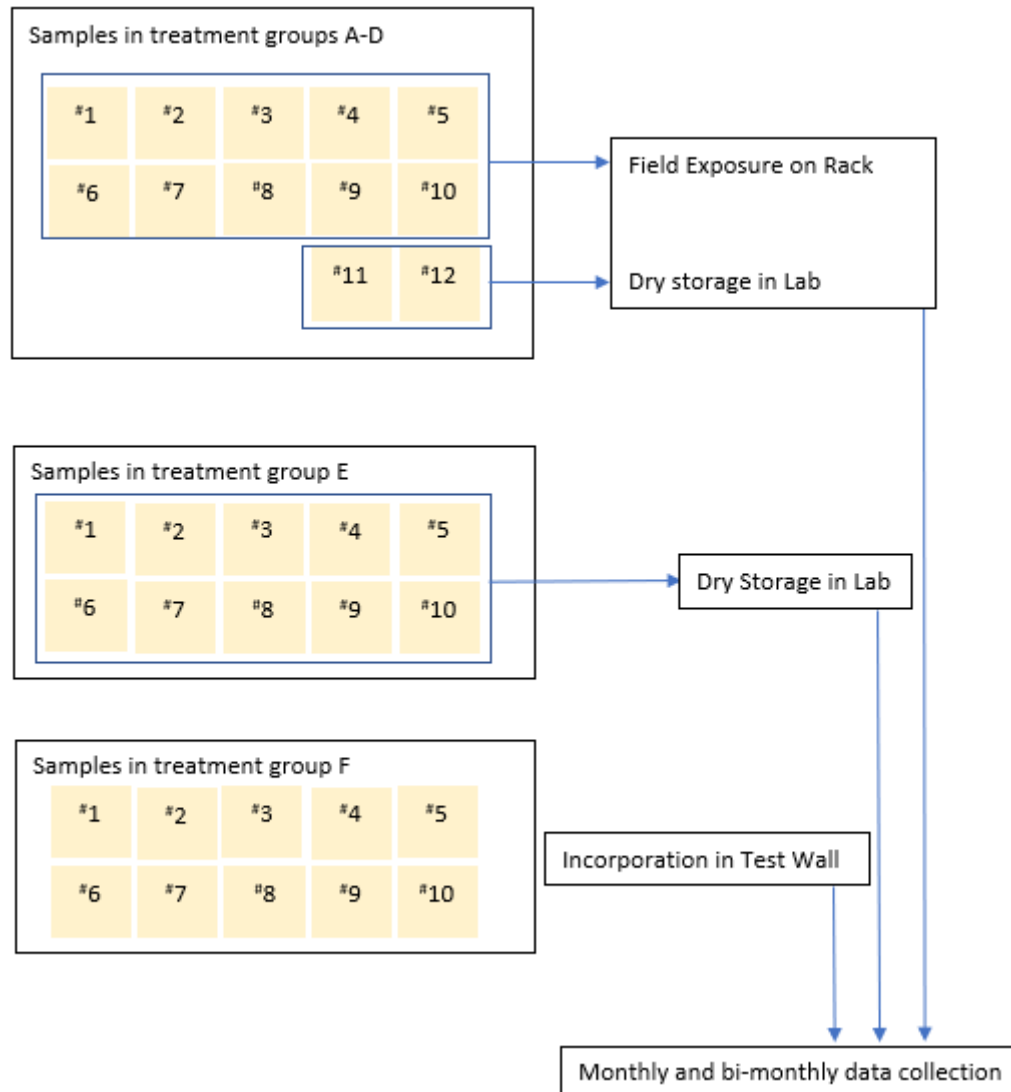 Samples in treatment groups A-D
#1 #2 #3 #4 #5
#6 #7 #8 #9 #10
#11 #12
Field Exposure on Rack
Dry storage in Lab
Samples in treatment group E
#1 #2 #3 #4 #5
#6 #7 #8 #9 #10
Dry Storage in Lab
Samples in treatment group F
#1 #2 #3 #4 #5
#6 #7 #8 #9 #10
Incorporation in Test Wall
Monthly and bi-monthly data collection